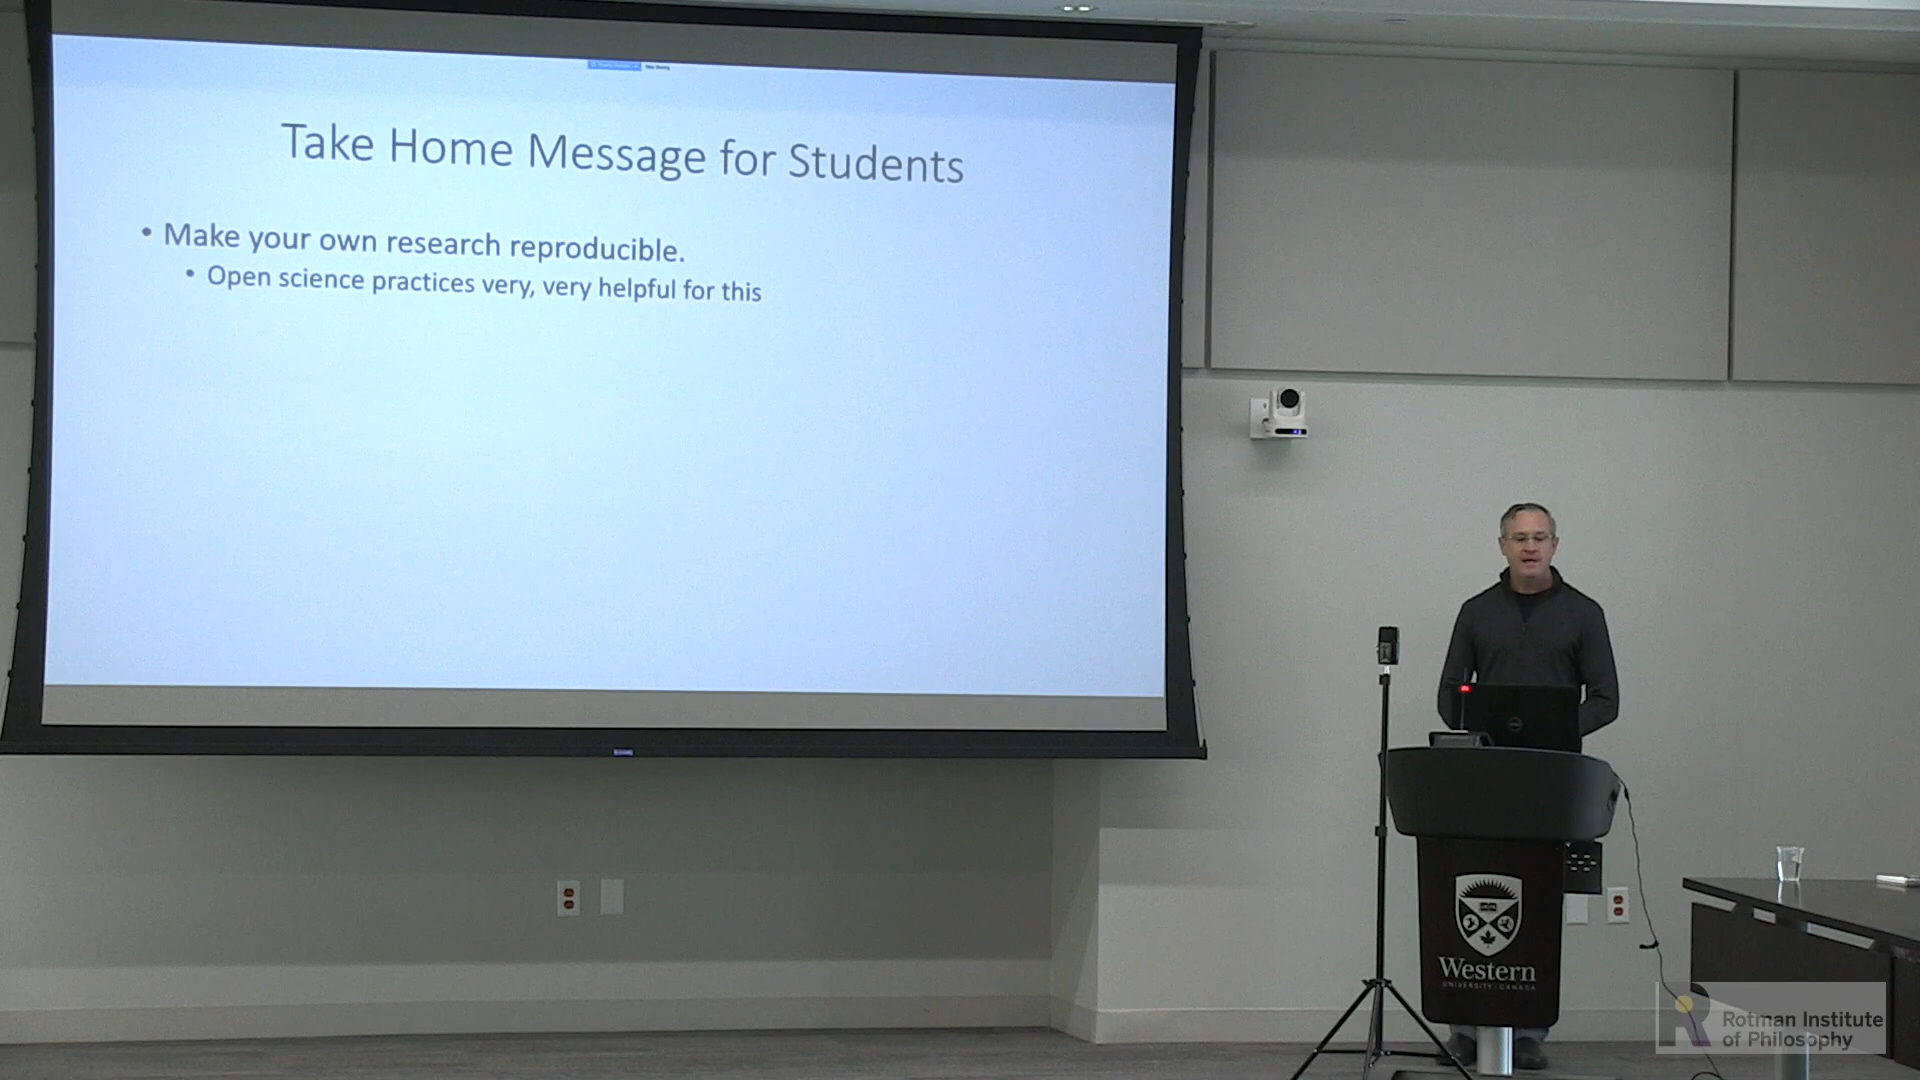 Take Home Message for Students
• Make your own research reproducible.
• Open science practices very, very helpful for this
Western
UNIVERSITY · CANADA
Rotman Institute
of Philosophy